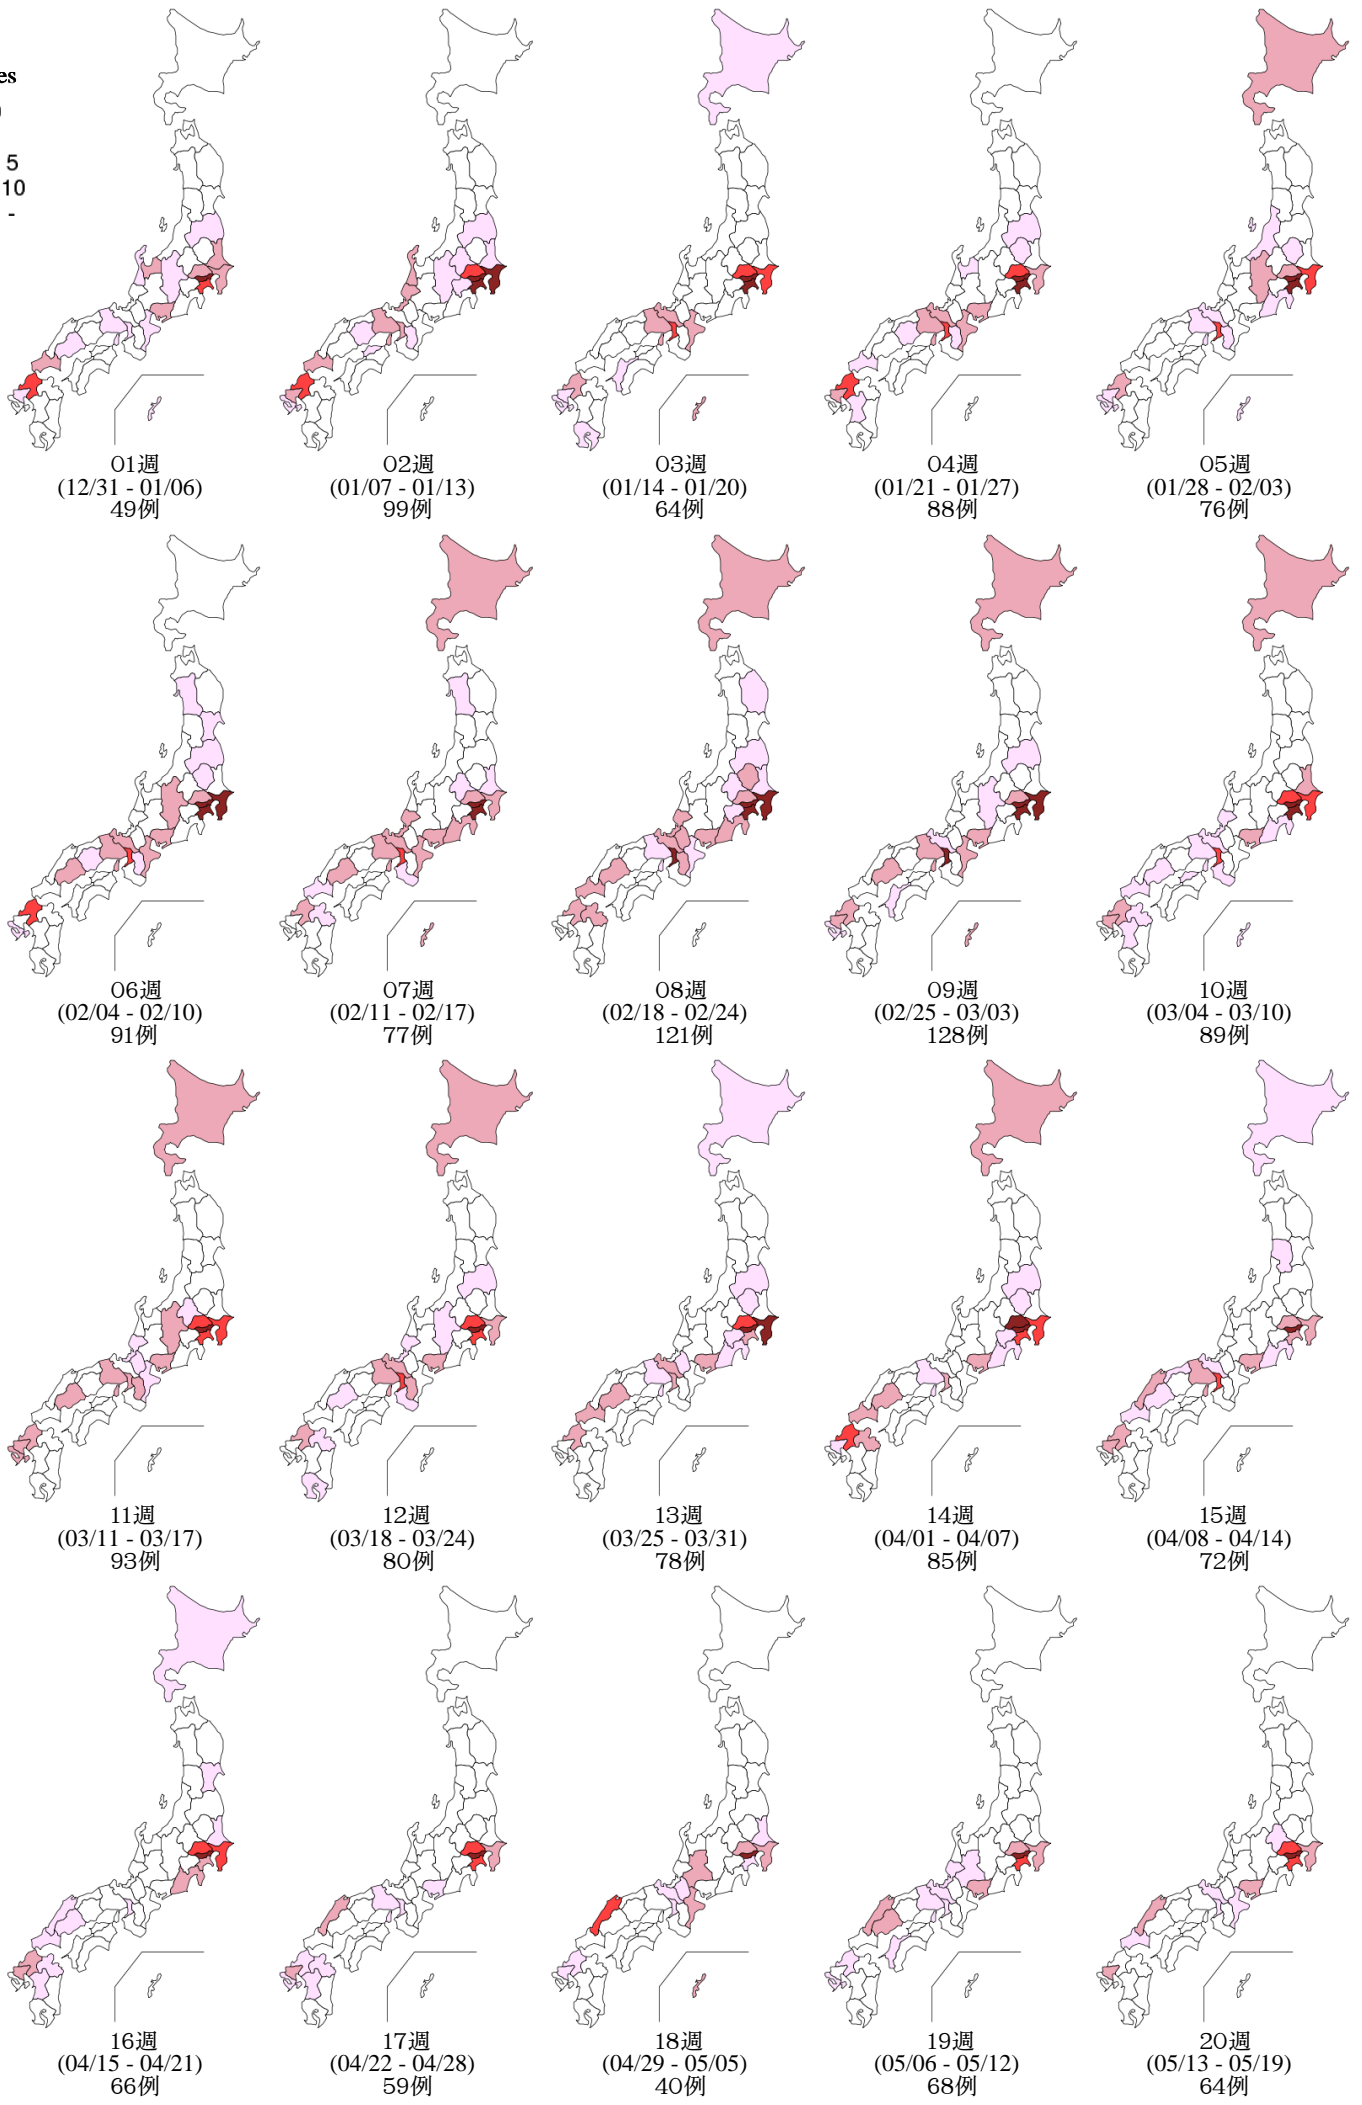 es
5
10
-
01週
(12/31 - 01/06)
49例
02週
(01/07 - 01/13)
99例
03週
(01/14 - 01/20)
64例
04週
(01/21 - 01/27)
88例
05週
(01/28 - 02/03)
76例
06週
(02/04 - 02/10)
91例
07週
(02/11 - 02/17)
77例
08週
(02/18 - 02/24)
121例
09週
(02/25 - 03/03)
128例
10週
(03/04 - 03/10)
89例
11週
(03/11 - 03/17)
93例
12週
(03/18 - 03/24)
80例
13週
(03/25 - 03/31)
78例
14週
(04/01 - 04/07)
85例
15週
(04/08 - 04/14)
72例
16週
(04/15 - 04/21)
66例
17週
(04/22 - 04/28)
59例
18週
(04/29 - 05/05)
40例
19週
(05/06 - 05/12)
68例
20週
(05/13 - 05/19)
64例